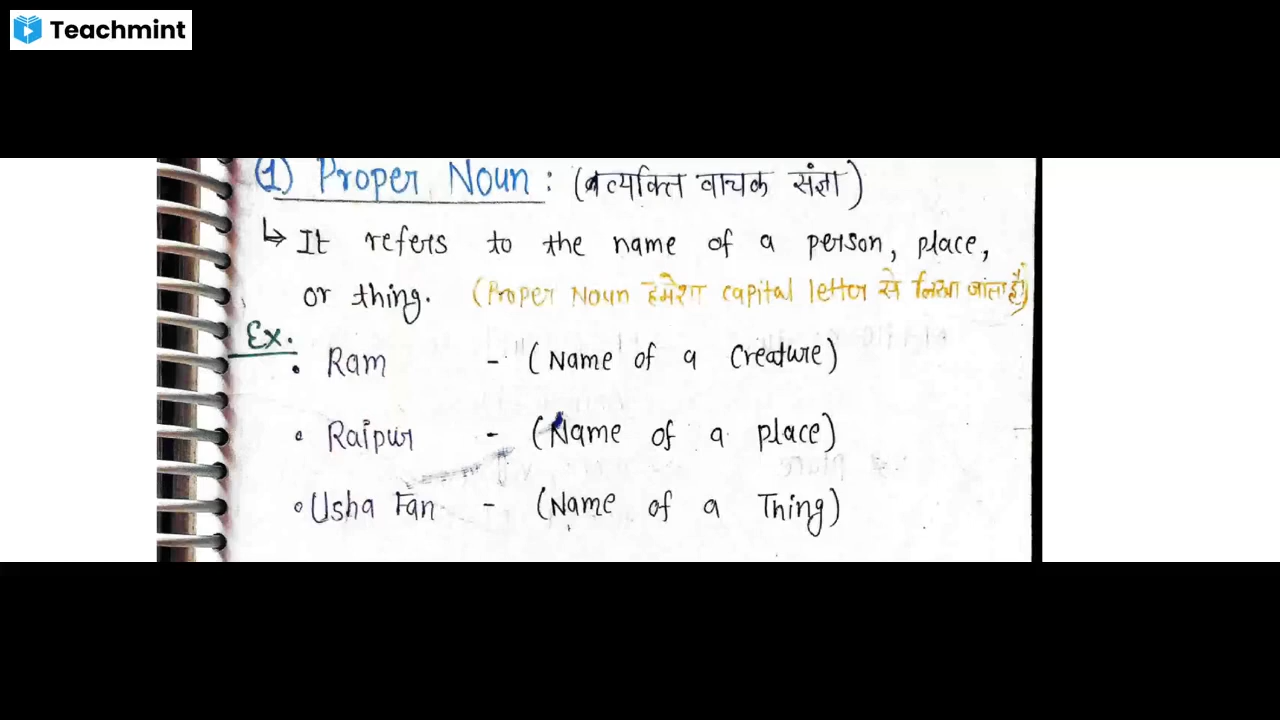 Teachmint
(1) Proper Noun : (व्यक्ति वाचक संज्ञा)
↳ It refers to the name of a person, place,
or thing. (Proper Noun हमेशा capital letter से लिखा जाता है)
Ex.
• Ram - (Name of a Creature)
• Raipur - (Name of a place)
• Usha Fan - (Name of a Thing)